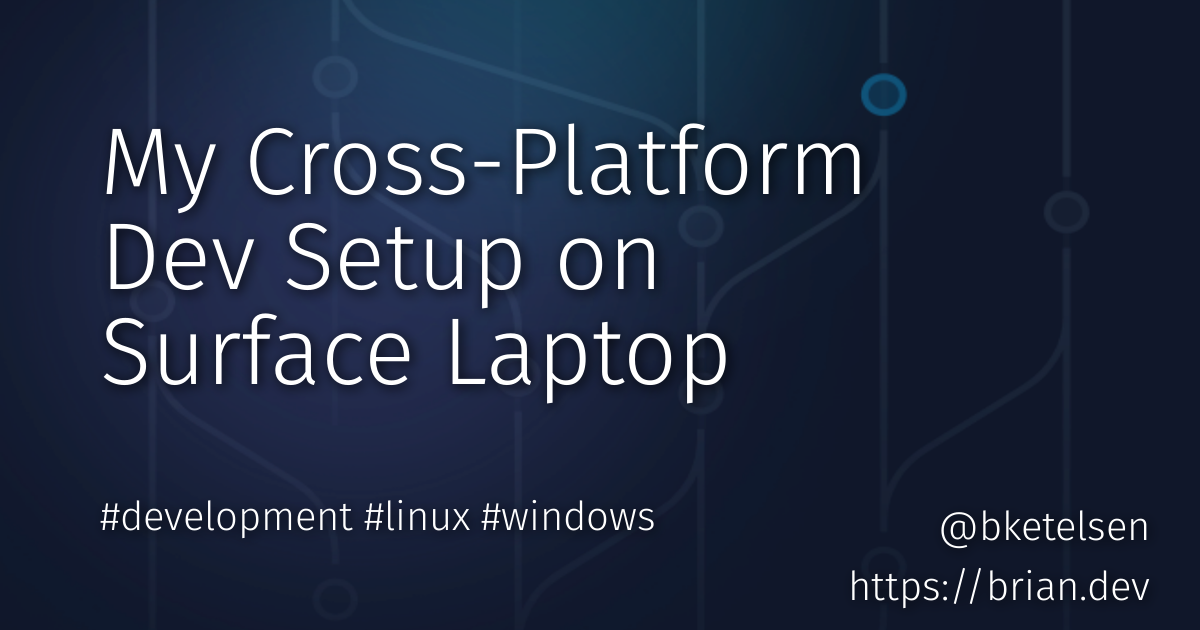 My Cross-Platform
Dev Setup on
Surface Laptop
#development #linux #windows
@bketelsen
https://brian.dev